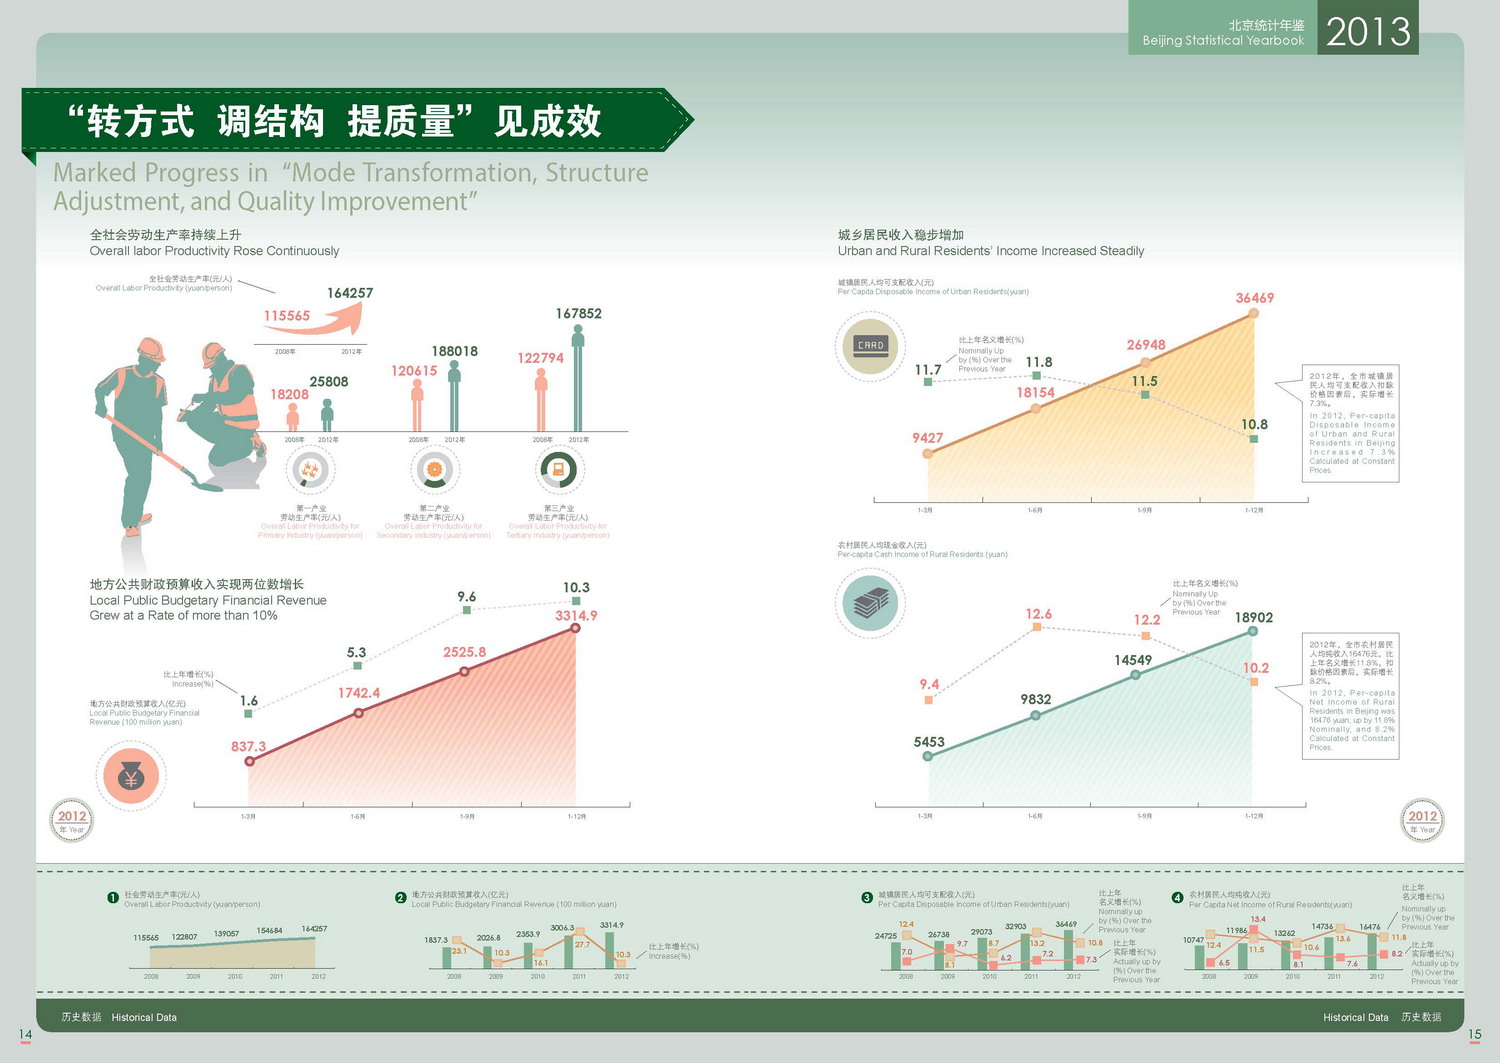 北京统计年鉴
Beijing Statistical Yearbook
2013
“转方式 调结构 提质量”见成效
Marked Progress in “Mode Transformation, Structure
Adjustment, and Quality Improvement”
全社会劳动生产率持续上升
Overall labor Productivity Rose Continuously
全社会劳动生产率(元/人)
Overall Labor Productivity (yuan/person)
115565
164257
2008年
2012年
18208
25808
120615
188018
122794
167852
2008年
2012年
2008年
2012年
2008年
2012年
第一产业
劳动生产率(元/人)
Overall Labor Productivity for
Primary Industry (yuan/person)
第二产业
劳动生产率(元/人)
Overall Labor Productivity for
Secondary Industry (yuan/person)
第三产业
劳动生产率(元/人)
Overall Labor Productivity for
Tertiary Industry (yuan/person)
地方公共财政预算收入实现两位数增长
Local Public Budgetary Financial Revenue
Grew at a Rate of more than 10%
比上年增长(%)
Increase(%)
地方公共财政预算收入(亿元)
Local Public Budgetary Financial
Revenue (100 million yuan)
1.6
5.3
9.6
10.3
837.3
1742.4
2525.8
3314.9
1-3月
1-6月
1-9月
1-12月
2012
年 Year
城乡居民收入稳步增加
Urban and Rural Residents' Income Increased Steadily
城镇居民人均可支配收入(元)
Per Capita Disposable Income of Urban Residents(yuan)
CARD
比上年名义增长(%)
Nominally Up
by (%) Over the
Previous Year
11.7
11.8
11.5
10.8
9427
18154
26948
36469
1-3月
1-6月
1-9月
1-12月
2012年，全市城镇居
民人均可支配收入扣除
价格因素后，实际增长
7.3%。
In 2012, Per-capita
Disposable Income
of Urban and Rural
Residents in Beijing
Increased 7.3%
Calculated at Constant
Prices.
农村居民人均现金收入(元)
Per-capita Cash Income of Rural Residents (yuan)
比上年名义增长(%)
Nominally Up
by (%) Over the
Previous Year
9.4
12.6
12.2
10.2
5453
9832
14549
18902
1-3月
1-6月
1-9月
1-12月
2012年，全市农村居民
人均纯收入16476元，比
上年名义增长11.8%，扣
除价格因素后，实际增长
8.2%。
In 2012, Per-capita
Net Income of Rural
Residents in Beijing was
16476 yuan, up by 11.8%
Nominally, and 8.2%
Calculated at Constant
Prices.
2012
年 Year
1 社会劳动生产率(元/人)
Overall Labor Productivity (yuan/person)
115565 122807 139057 154684 164257
2008 2009 2010 2011 2012
2 地方公共财政预算收入(亿元)
Local Public Budgetary Financial Revenue (100 million yuan)
1837.3 2026.8 2353.9 3006.3 3314.9
23.1 10.3 16.1 27.7 10.3
比上年增长(%)
Increase(%)
2008 2009 2010 2011 2012
3 城镇居民人均可支配收入(元)
Per Capita Disposable Income of Urban Residents(yuan)
24725 26738 29073 32903 36469
12.4 8.1 8.7 13.2 10.8
7.0 9.7 6.2 7.2 7.3
2008 2009 2010 2011 2012
比上年
名义增长(%)
Nominally up
by (%) Over the
Previous Year
比上年
实际增长(%)
Actually up by
(%) Over the
Previous Year
4 农村居民人均纯收入(元)
Per Capita Net Income of Rural Residents(yuan)
10747 11986 13262 14736 16476
12.4 11.5 10.6 13.6 11.8
6.5 13.4 8.1 7.6 8.2
2008 2009 2010 2011 2012
比上年
名义增长(%)
Nominally up
by (%) Over the
Previous Year
比上年
实际增长(%)
Actually up by
(%) Over the
Previous Year
历史数据 Historical Data
Historical Data 历史数据
14
15